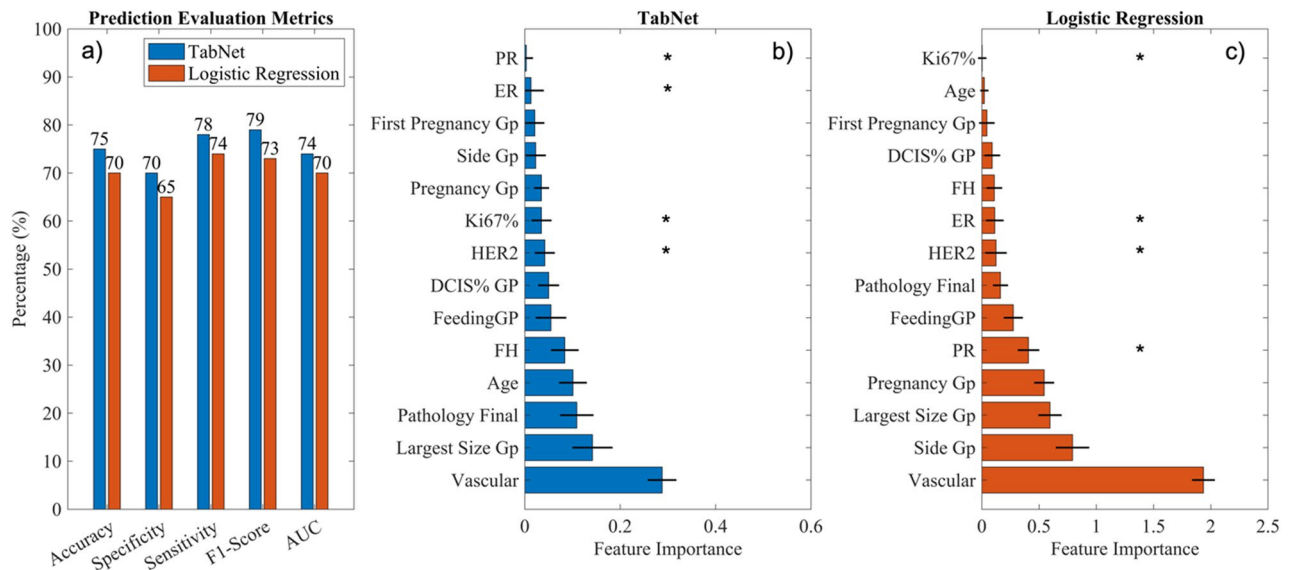 Prediction Evaluation Metrics
a)
TabNet
Logistic Regression
Percentage (%)
100
90
80
70
60
50
40
30
20
10
0
75
70
70
65
78
74
79
73
74
70
Accuracy
Specificity
Sensitivity
F1-Score
AUC
TabNet
b)
PR *
ER *
First Pregnancy Gp
Side Gp
Pregnancy Gp
Ki67% *
HER2 *
DCIS% GP
FeedingGP
FH
Age
Pathology Final
Largest Size Gp
Vascular
0 0.2 0.4 0.6
Feature Importance
Logistic Regression
c)
Ki67% *
Age
First Pregnancy Gp
DCIS% GP
FH
ER *
HER2 *
Pathology Final
FeedingGP
PR *
Pregnancy Gp
Largest Size Gp
Side Gp
Vascular
0 0.5 1 1.5 2 2.5
Feature Importance